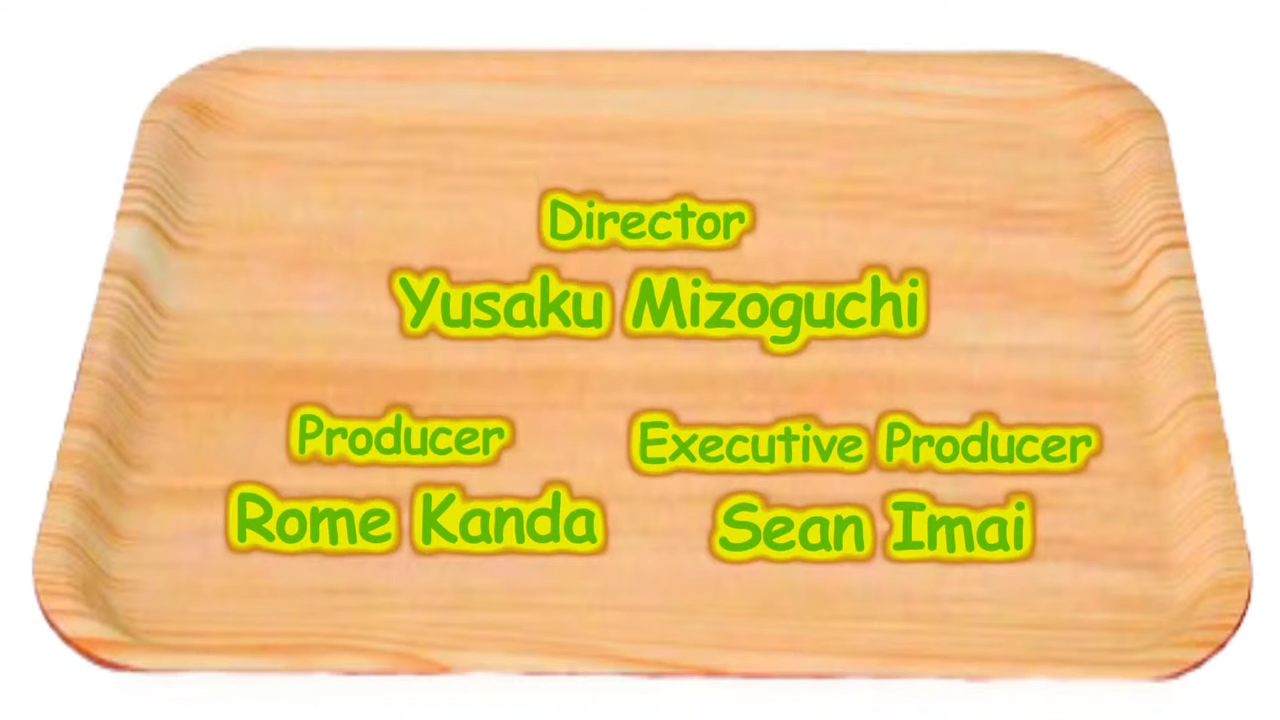 Director
Yusaku Mizoguchi
Producer
Rome Kanda
Executive Producer
Sean Imai